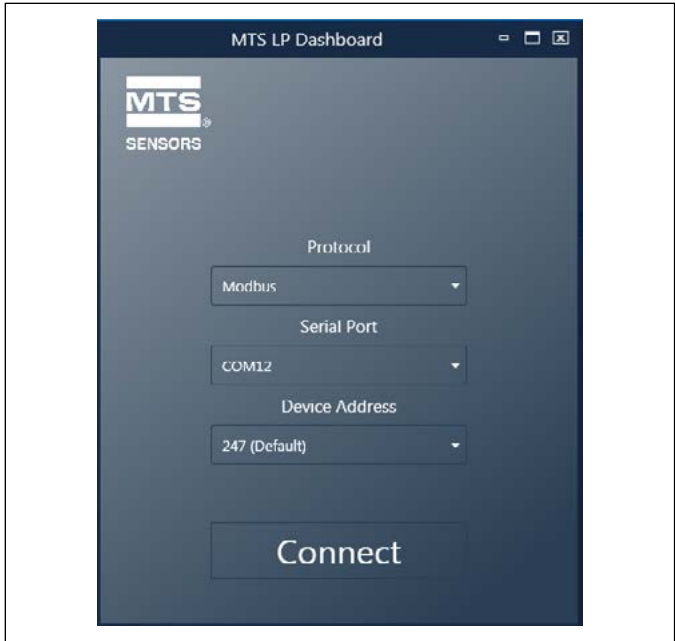 MTS LP Dashboard
MTS
®
SENSORS
Protocol
Modbus
Serial Port
COM12
Device Address
247 (Default)
Connect